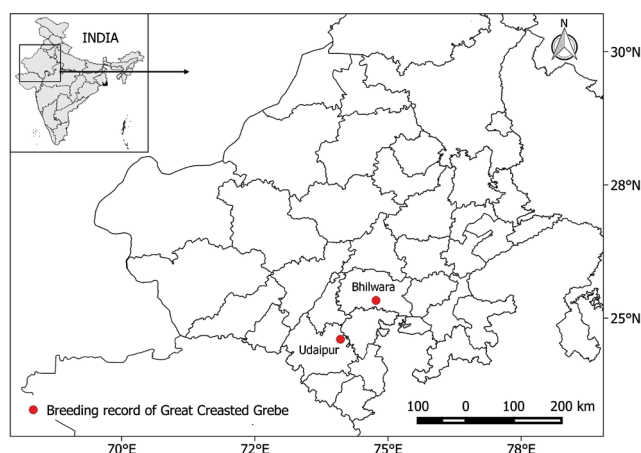 INDIA
N
30°N
28°N
Bhilwara
25°N
Udaipur
Breeding record of Great Creasted Grebe
100 0 100 200 km
70°E 72°E 75°E 78°E